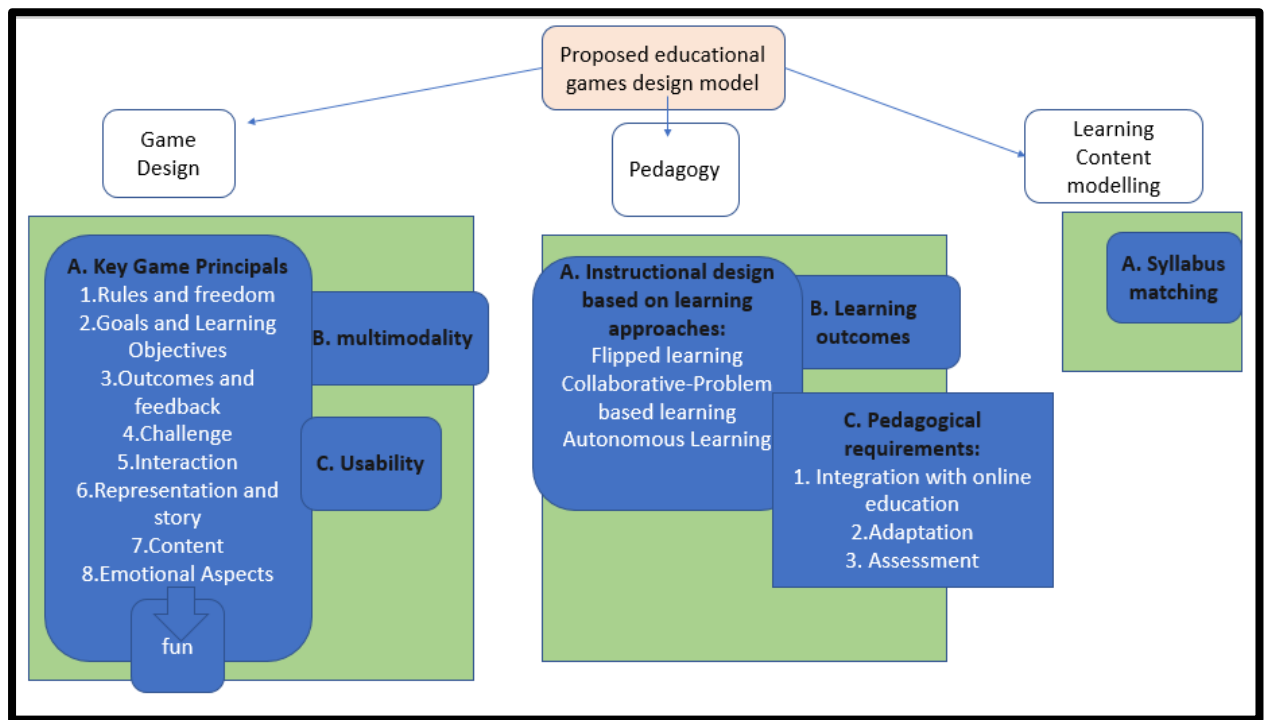 Proposed educational
games design model
Game
Design
Pedagogy
Learning
Content
modelling
A. Key Game Principals
1.Rules and freedom
2.Goals and Learning
Objectives
3.Outcomes and
feedback
4.Challenge
5.Interaction
6.Representation and
story
7.Content
8.Emotional Aspects
fun
B. multimodality
C. Usability
A. Instructional design
based on learning
approaches:
Flipped learning
Collaborative-Problem
based learning
Autonomous Learning
B. Learning
outcomes
C. Pedagogical
requirements:
1. Integration with online
education
2.Adaptation
3. Assessment
A. Syllabus
matching